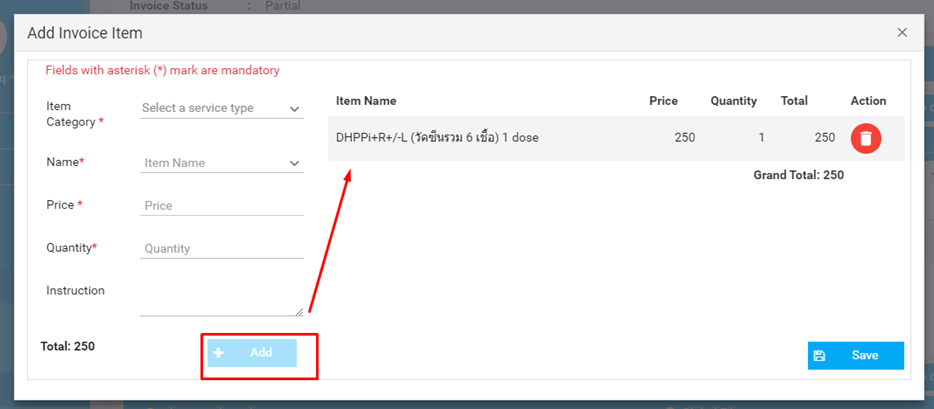 Invoice Status : Partial
Add Invoice Item
Fields with asterisk (*) mark are mandatory
Item Category *
Select a service type
Name*
Item Name
Price *
Price
Quantity*
Quantity
Instruction
Total: 250
Add
Item Name Price Quantity Total Action
DHPPi+R+/-L (วัคซีนรวม 6 เชื้อ) 1 dose 250 1 250
Grand Total: 250
Save